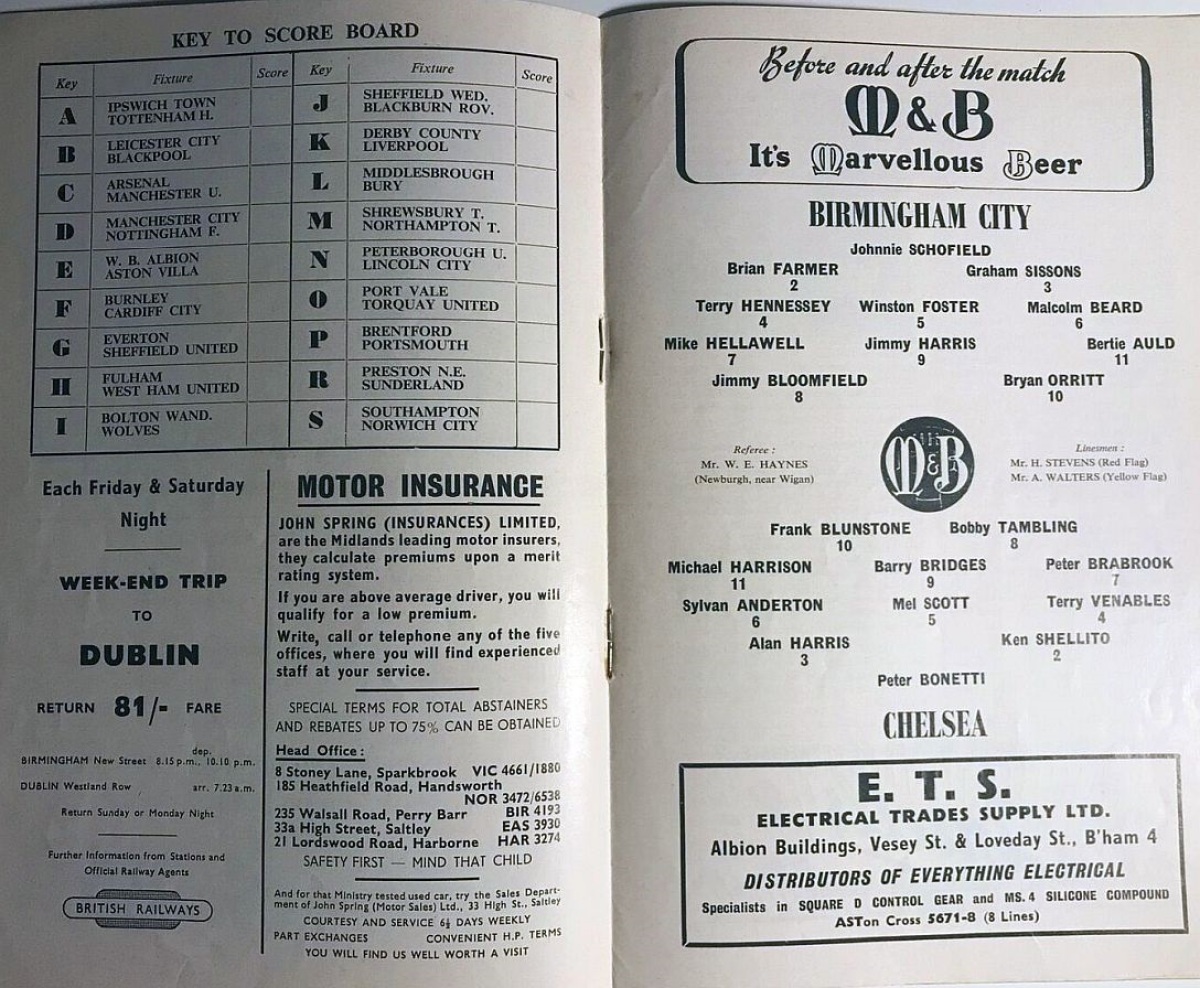 KEY TO SCORE BOARD
Key Fixture Score Key Fixture Score
A IPSWICH TOWN TOTTENHAM H. J SHEFFIELD WED. BLACKBURN ROV.
B LEICESTER CITY BLACKPOOL K DERBY COUNTY LIVERPOOL
C ARSENAL MANCHESTER U. L MIDDLESBROUGH BURY
D MANCHESTER CITY NOTTINGHAM F. M SHREWSBURY T. NORTHAMPTON T.
E W. B. ALBION ASTON VILLA N PETERBOROUGH U. LINCOLN CITY
F BURNLEY CARDIFF CITY O PORT VALE TORQUAY UNITED
G EVERTON SHEFFIELD UNITED P BRENTFORD PORTSMOUTH
H FULHAM WEST HAM UNITED R PRESTON N.E. SUNDERLAND
I BOLTON WAND. WOLVES S SOUTHAMPTON NORWICH CITY
Each Friday & Saturday
Night
WEEK-END TRIP
TO
DUBLIN
RETURN 81/- FARE
dep.
BIRMINGHAM New Street 8.15 p.m., 10.10 p.m.
DUBLIN Westland Row arr. 7.23 a.m.
Return Sunday or Monday Night
Further Information from Stations and
Official Railway Agents
BRITISH RAILWAYS
MOTOR INSURANCE
JOHN SPRING (INSURANCES) LIMITED,
are the Midlands leading motor insurers,
they calculate premiums upon a merit
rating system.
If you are above average driver, you will
qualify for a low premium.
Write, call or telephone any of the five
offices, where you will find experienced
staff at your service.
SPECIAL TERMS FOR TOTAL ABSTAINERS
AND REBATES UP TO 75% CAN BE OBTAINED
Head Office :
8 Stoney Lane, Sparkbrook VIC 4661/1880
185 Heathfield Road, Handsworth
NOR 3472/6538
235 Walsall Road, Perry Barr BIR 4193
33a High Street, Saltley EAS 3930
21 Lordswood Road, Harborne HAR 3274
SAFETY FIRST — MIND THAT CHILD
And for that Ministry tested used car, try the Sales Depart-
ment of John Spring (Motor Sales) Ltd., 33 High St., Saltley
COURTESY AND SERVICE 6½ DAYS WEEKLY
PART EXCHANGES CONVENIENT H.P. TERMS
YOU WILL FIND US WELL WORTH A VISIT
Before and after the match
M & B
It's Marvellous Beer
BIRMINGHAM CITY
Johnnie SCHOFIELD
Brian FARMER Graham SISSONS
2 3
Terry HENNESSEY Winston FOSTER Malcolm BEARD
4 5 6
Mike HELLAWELL Jimmy HARRIS Bertie AULD
7 9 11
Jimmy BLOOMFIELD Bryan ORRITT
8 10
Referee :
Mr. W. E. HAYNES
(Newburgh, near Wigan)
M&B
Linesmen :
Mr. H. STEVENS (Red Flag)
Mr. A. WALTERS (Yellow Flag)
Frank BLUNSTONE Bobby TAMBLING
10 8
Michael HARRISON Barry BRIDGES Peter BRABROOK
11 9 7
Sylvan ANDERTON Mel SCOTT Terry VENABLES
6 5 4
Alan HARRIS Ken SHELLITO
3 2
Peter BONETTI
CHELSEA
E. T. S.
ELECTRICAL TRADES SUPPLY LTD.
Albion Buildings, Vesey St. & Loveday St., B'ham 4
DISTRIBUTORS OF EVERYTHING ELECTRICAL
Specialists in SQUARE D CONTROL GEAR and MS.4 SILICONE COMPOUND
ASTon Cross 5671-8 (8 Lines)